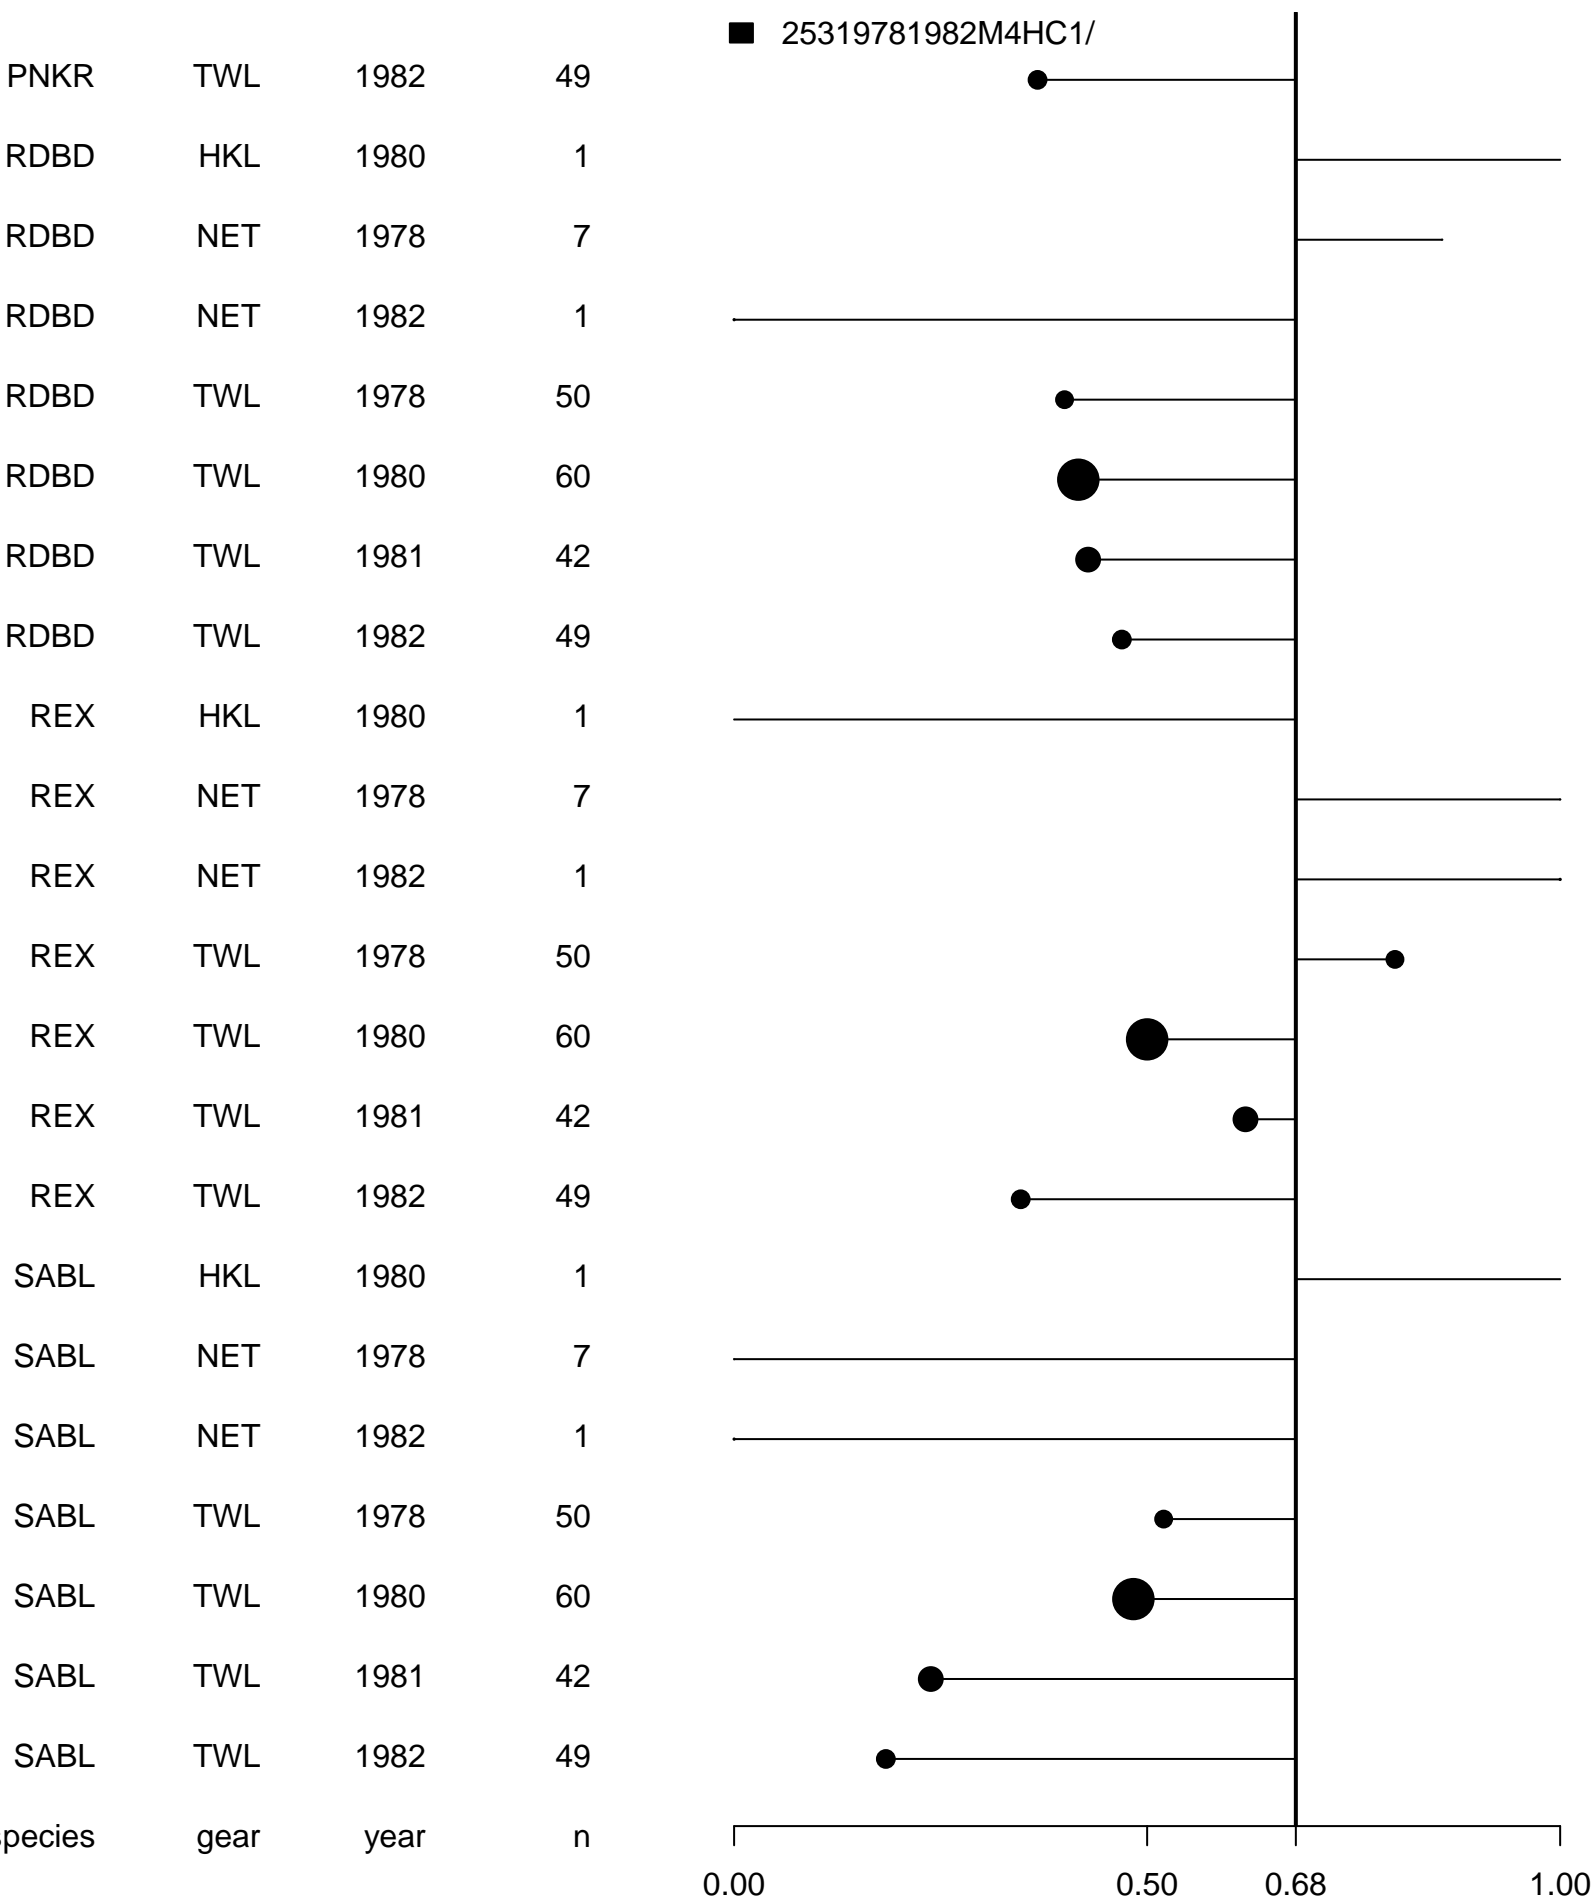 25319781982M4HC1/
PNKR TWL 1982 49
RDBD HKL 1980 1
RDBD NET 1978 7
RDBD NET 1982 1
RDBD TWL 1978 50
RDBD TWL 1980 60
RDBD TWL 1981 42
RDBD TWL 1982 49
REX HKL 1980 1
REX NET 1978 7
REX NET 1982 1
REX TWL 1978 50
REX TWL 1980 60
REX TWL 1981 42
REX TWL 1982 49
SABL HKL 1980 1
SABL NET 1978 7
SABL NET 1982 1
SABL TWL 1978 50
SABL TWL 1980 60
SABL TWL 1981 42
SABL TWL 1982 49
species gear year n
0.00 0.50 0.68 1.00